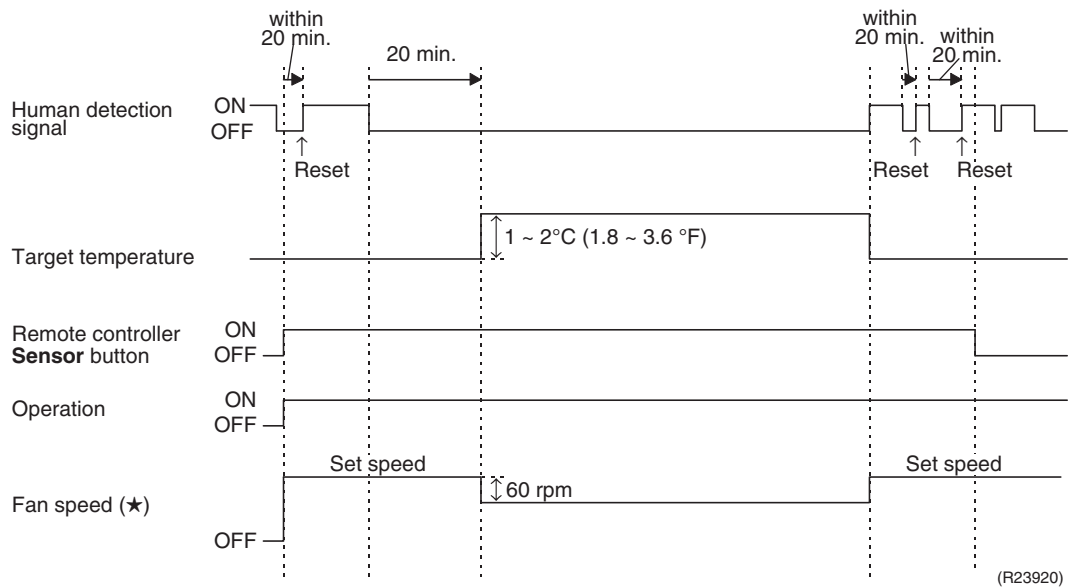 within
20 min.
20 min.
within
20 min.
within
20 min.
Human detection
signal
ON
OFF
Reset
Reset
Reset
Target temperature
1 ~ 2°C (1.8 ~ 3.6 °F)
Remote controller
Sensor button
ON
OFF
Operation
ON
OFF
Set speed
Set speed
Fan speed (★)
60 rpm
OFF
(R23920)